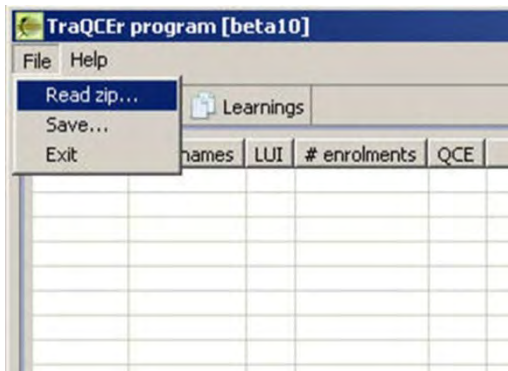 TraQCEr program [beta10]
File Help
Read zip...
Save...
Exit
Learnings
names LUI # enrolments QCE